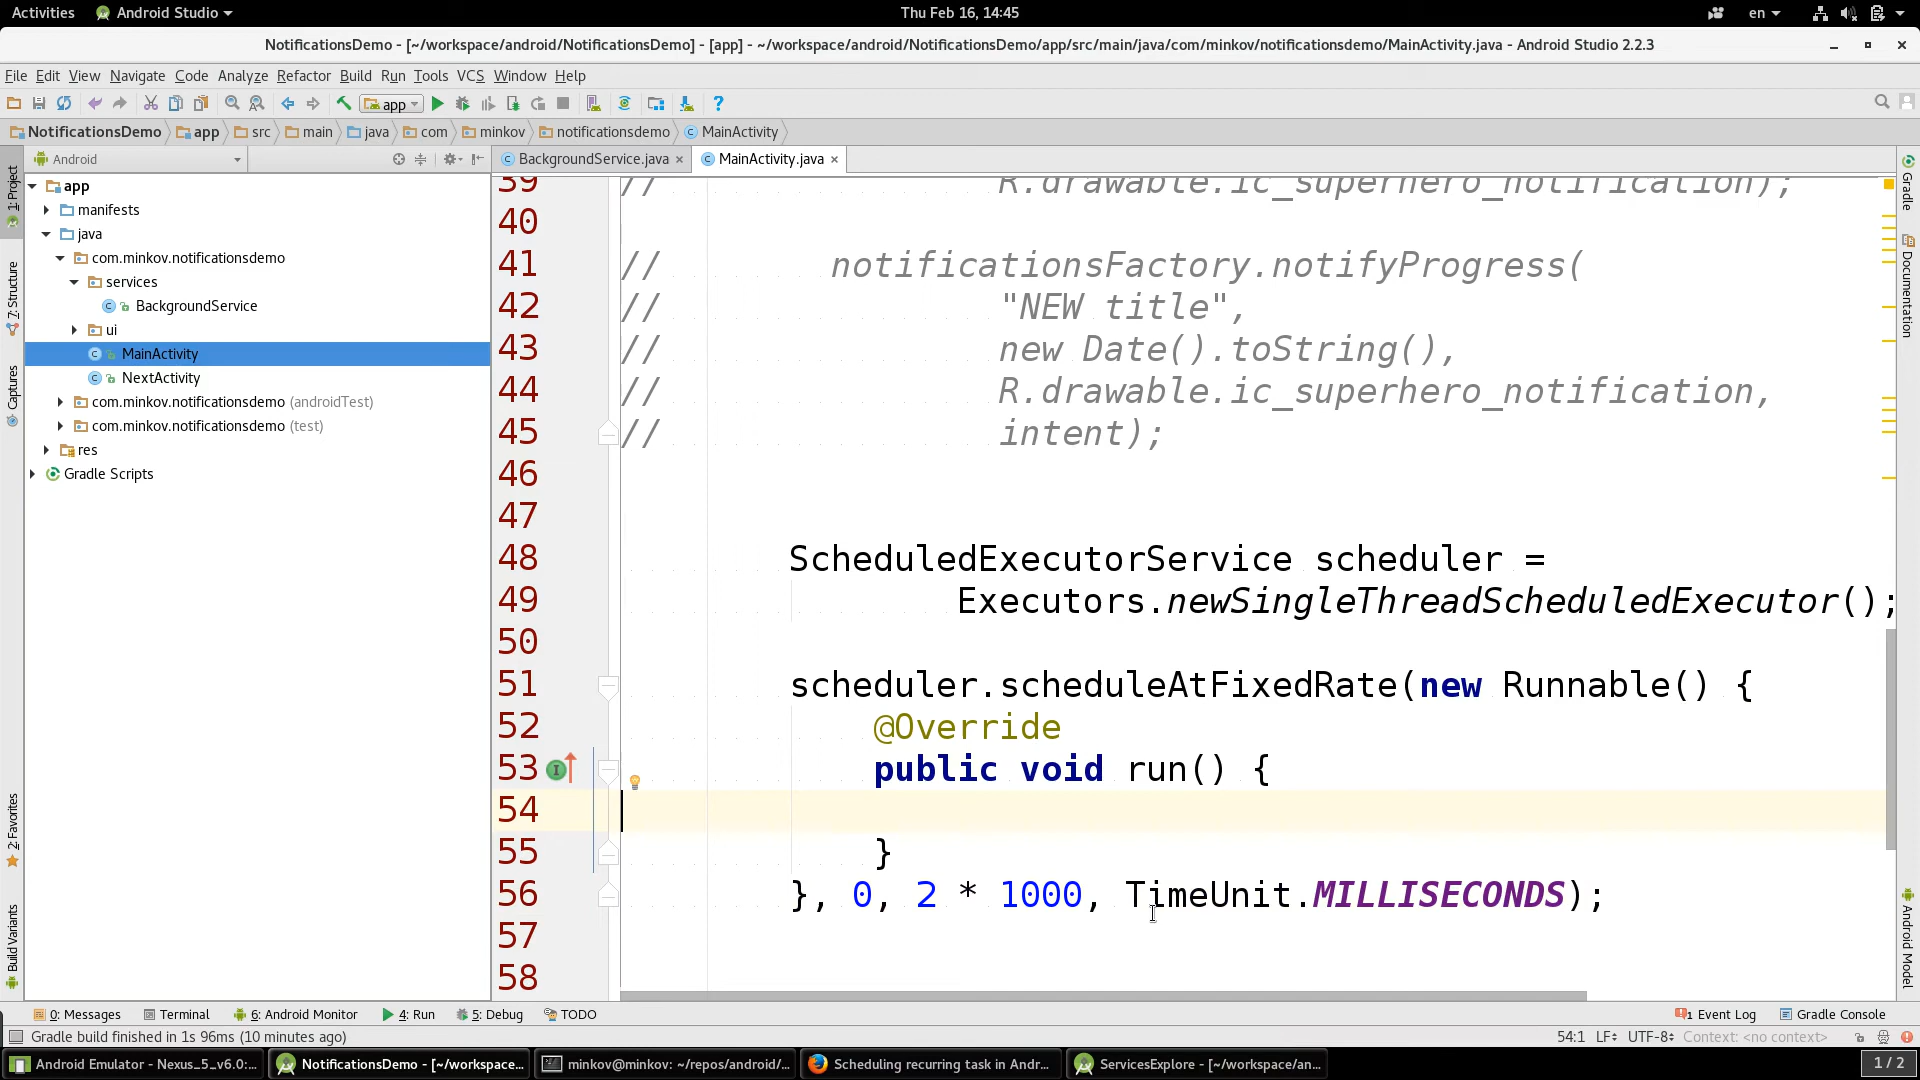 Activities Android Studio Thu Feb 16, 14:45 en
NotificationsDemo - [~/workspace/android/NotificationsDemo] - [app] - ~/workspace/android/NotificationsDemo/app/src/main/java/com/minkov/notificationsdemo/MainActivity.java - Android Studio 2.2.3
File Edit View Navigate Code Analyze Refactor Build Run Tools VCS Window Help
app
NotificationsDemo app src main java com minkov notificationsdemo MainActivity
Android
BackgroundService.java MainActivity.java
1: Project
7: Structure
Captures
2: Favorites
Build Variants
app
manifests
java
com.minkov.notificationsdemo
services
BackgroundService
ui
MainActivity
NextActivity
com.minkov.notificationsdemo (androidTest)
com.minkov.notificationsdemo (test)
res
Gradle Scripts
39 // R.drawable.ic_superhero_notification);
40
41 // notificationsFactory.notifyProgress(
42 // "NEW title",
43 // new Date().toString(),
44 // R.drawable.ic_superhero_notification,
45 // intent);
46
47
48 ScheduledExecutorService scheduler =
49 Executors.newSingleThreadScheduledExecutor();
50
51 scheduler.scheduleAtFixedRate(new Runnable() {
52 @Override
53 public void run() {
54
55 }
56 }, 0, 2 * 1000, TimeUnit.MILLISECONDS);
57
58
Gradle
Documentation
Android Model
0: Messages Terminal 6: Android Monitor 4: Run 5: Debug TODO 1 Event Log Gradle Console
Gradle build finished in 1s 96ms (10 minutes ago) 54:1 LF UTF-8 Context: <no context>
Android Emulator - Nexus_5_v6.0:... NotificationsDemo - [~/workspace... minkov@minkov: ~/repos/android/... Scheduling recurring task in Andr... ServicesExplore - [~/workspace/an... 1 / 2